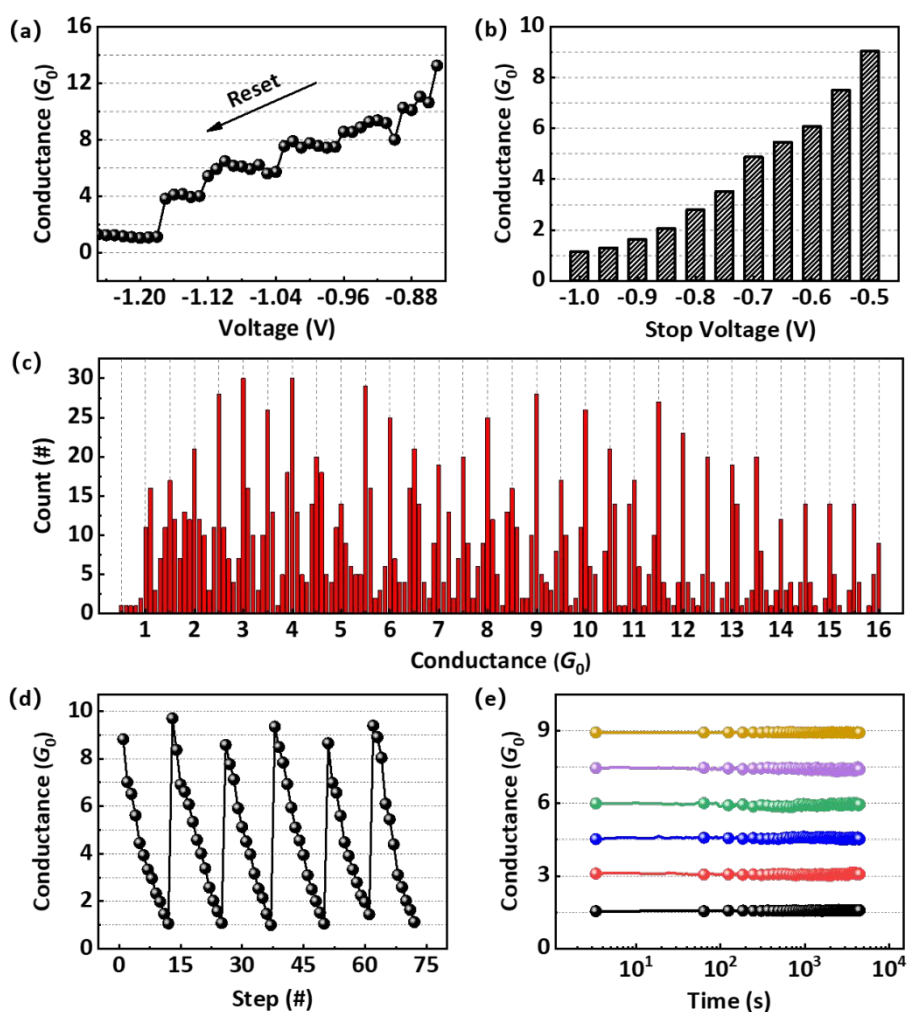 (a)
16
12
8
4
0
Conductance (G₀)
Reset
-1.20 -1.12 -1.04 -0.96 -0.88
Voltage (V)
(b)
10
8
6
4
2
0
Conductance (G₀)
-1.0 -0.9 -0.8 -0.7 -0.6 -0.5
Stop Voltage (V)
(c)
30
25
20
15
10
5
0
Count (#)
1 2 3 4 5 6 7 8 9 10 11 12 13 14 15 16
Conductance (G₀)
(d)
10
8
6
4
2
0
Conductance (G₀)
0 15 30 45 60 75
Step (#)
(e)
9
6
3
0
Conductance (G₀)
10¹ 10² 10³ 10⁴
Time (s)